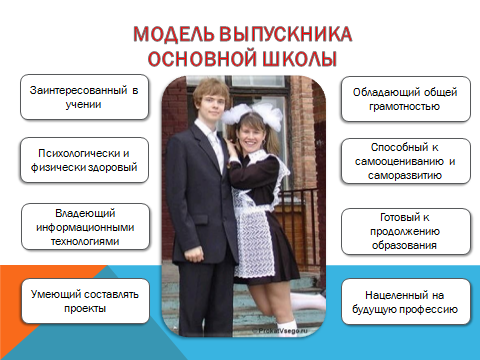 МОДЕЛЬ ВЫПУСКНИКА
ОСНОВНОЙ ШКОЛЫ
Заинтересованный в
учении
Психологически и
физически здоровый
Владеющий
информационными
технологиями
Умеющий составлять
проекты
Обладающий общей
грамотностью
Способный к
самооцениванию и
саморазвитию
Готовый к
продолжению
образования
Нацеленный на
будущую профессию